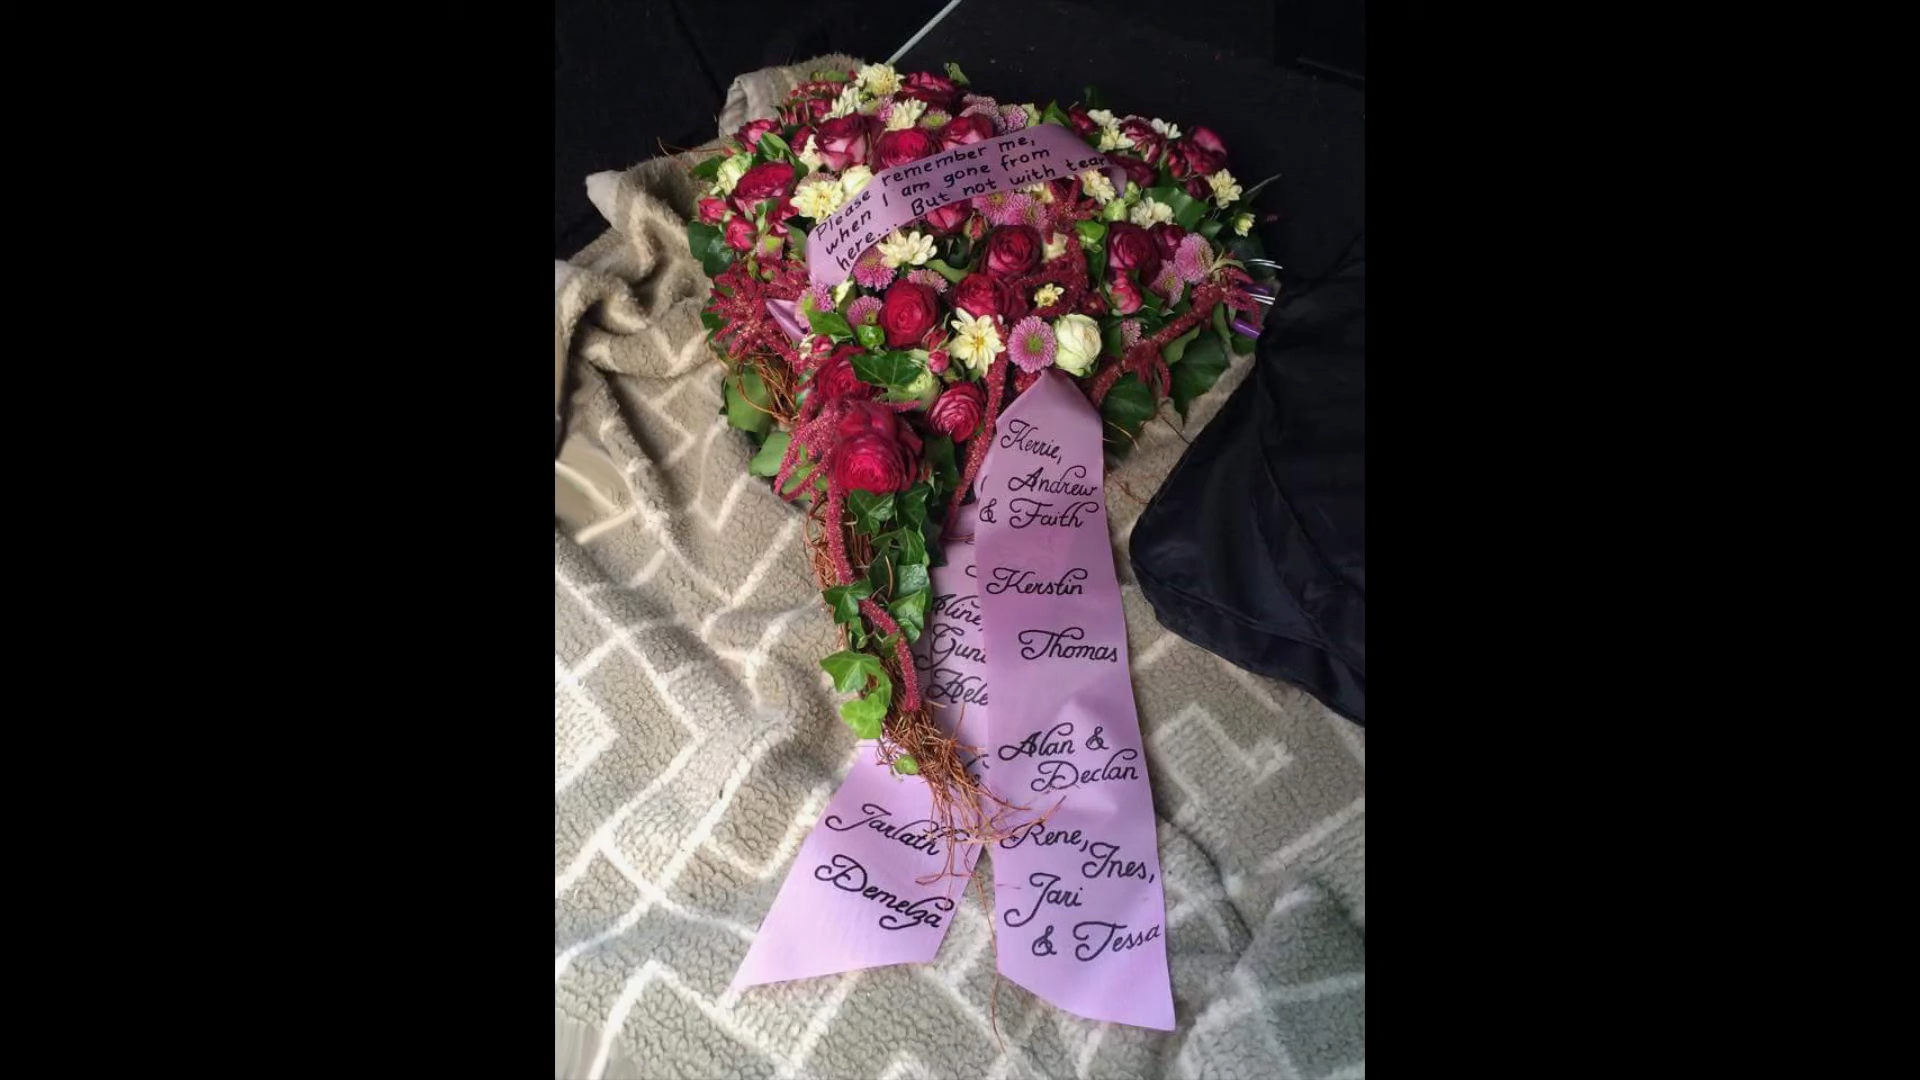 Please remember me,
when I am gone from
here... But not with
Kerrie,
Andrew
& Faith
Kerstin
Thomas
Alan &
Declan
Rene, Ines,
Jari
& Tessa
Jarlath
Demelza